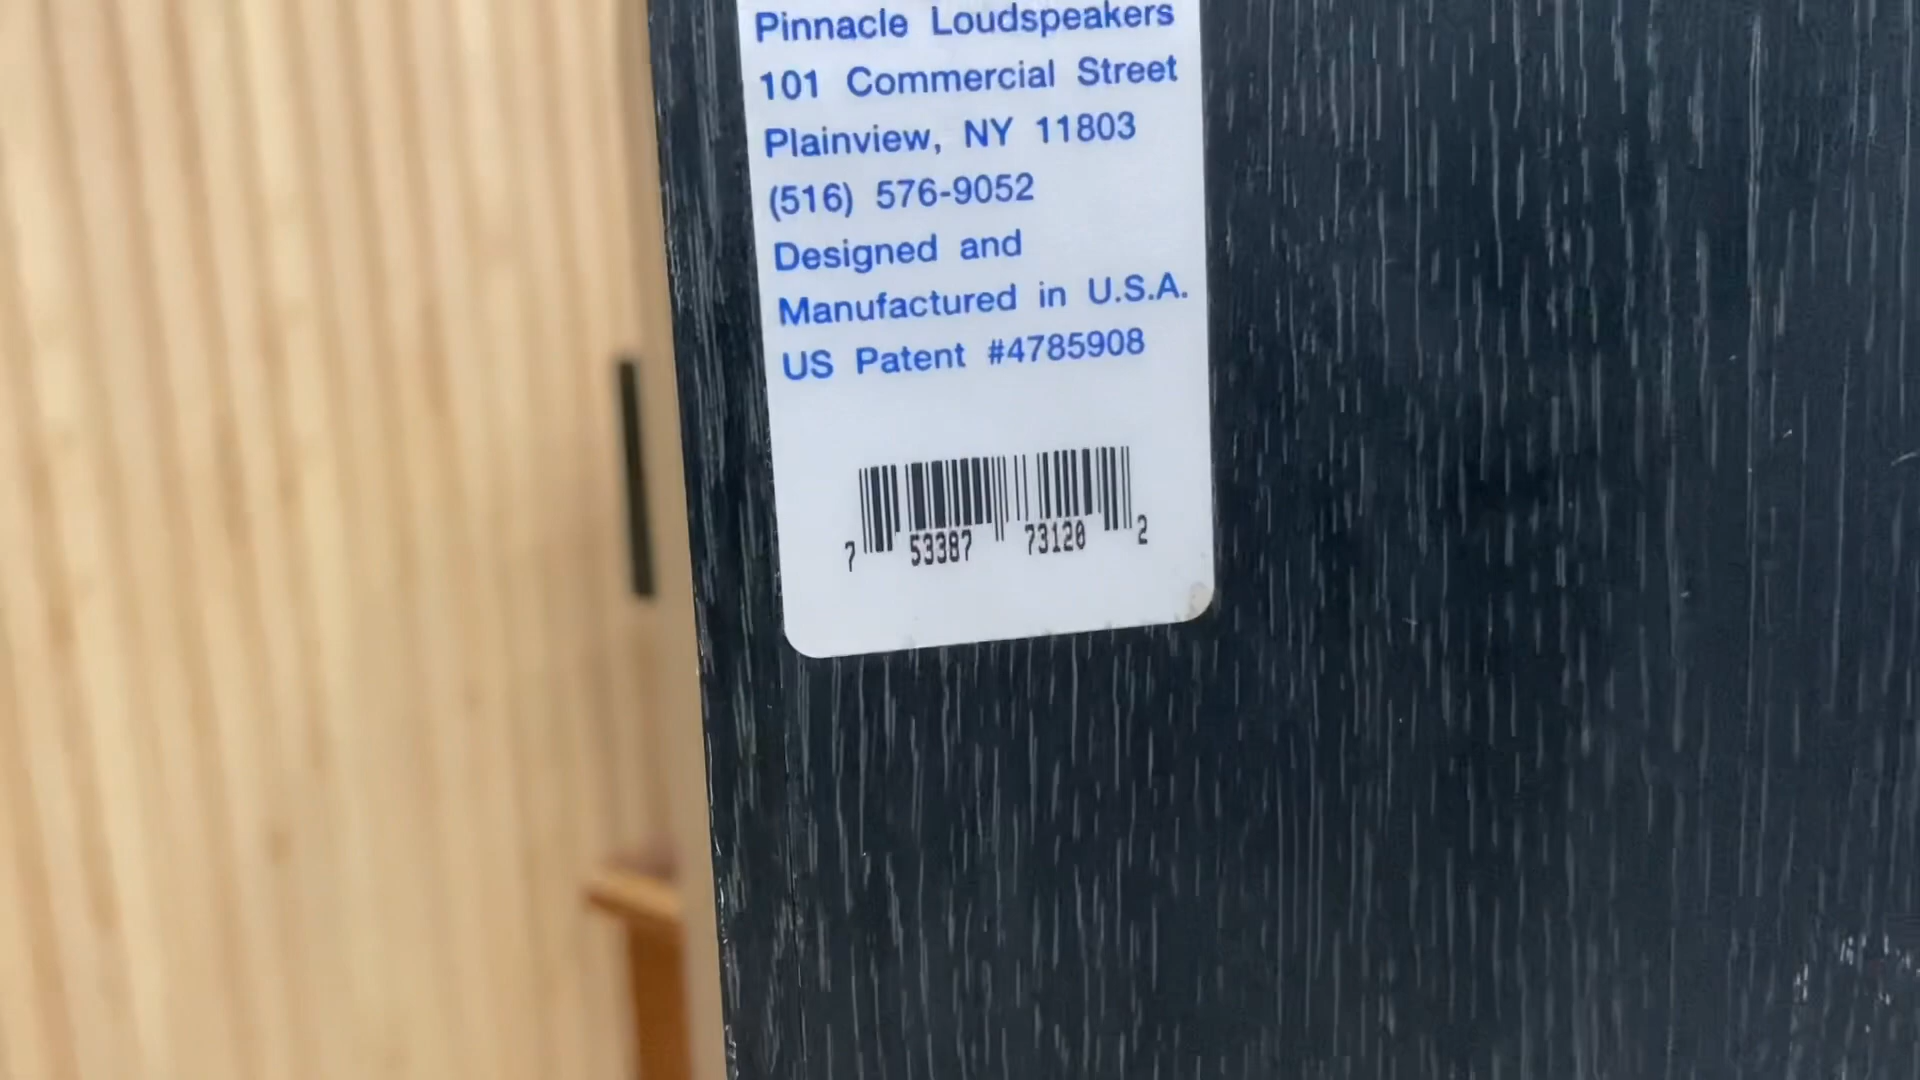 Pinnacle Loudspeakers
101 Commercial Street
Plainview, NY 11803
(516) 576-9052
Designed and
Manufactured in U.S.A.
US Patent #4785908
7 53387 73120 2